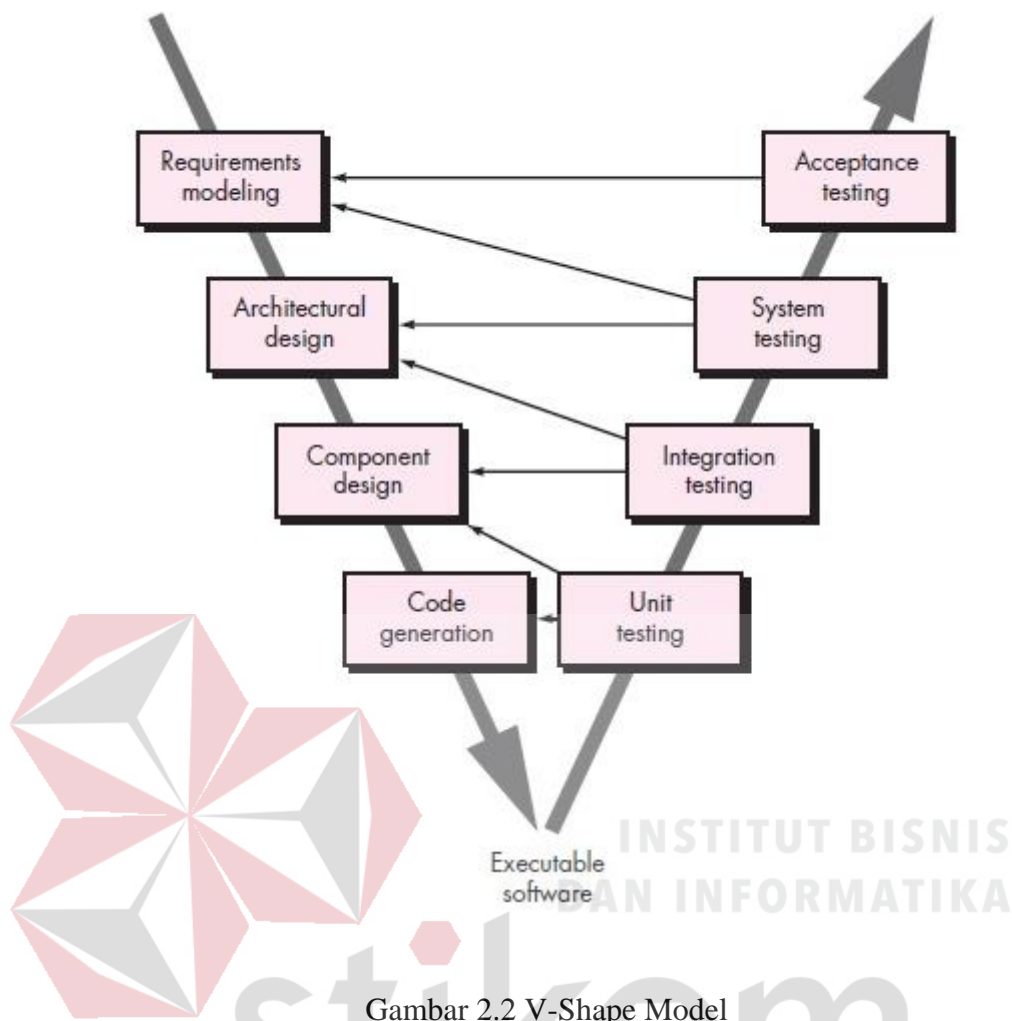 Requirements
modeling
Acceptance
testing
Architectural
design
System
testing
Component
design
Integration
testing
Code
generation
Unit
testing
Executable
software
INSTITUT BISNIS
DAN INFORMATIKA
stikom
Gambar 2.2 V-Shape Model